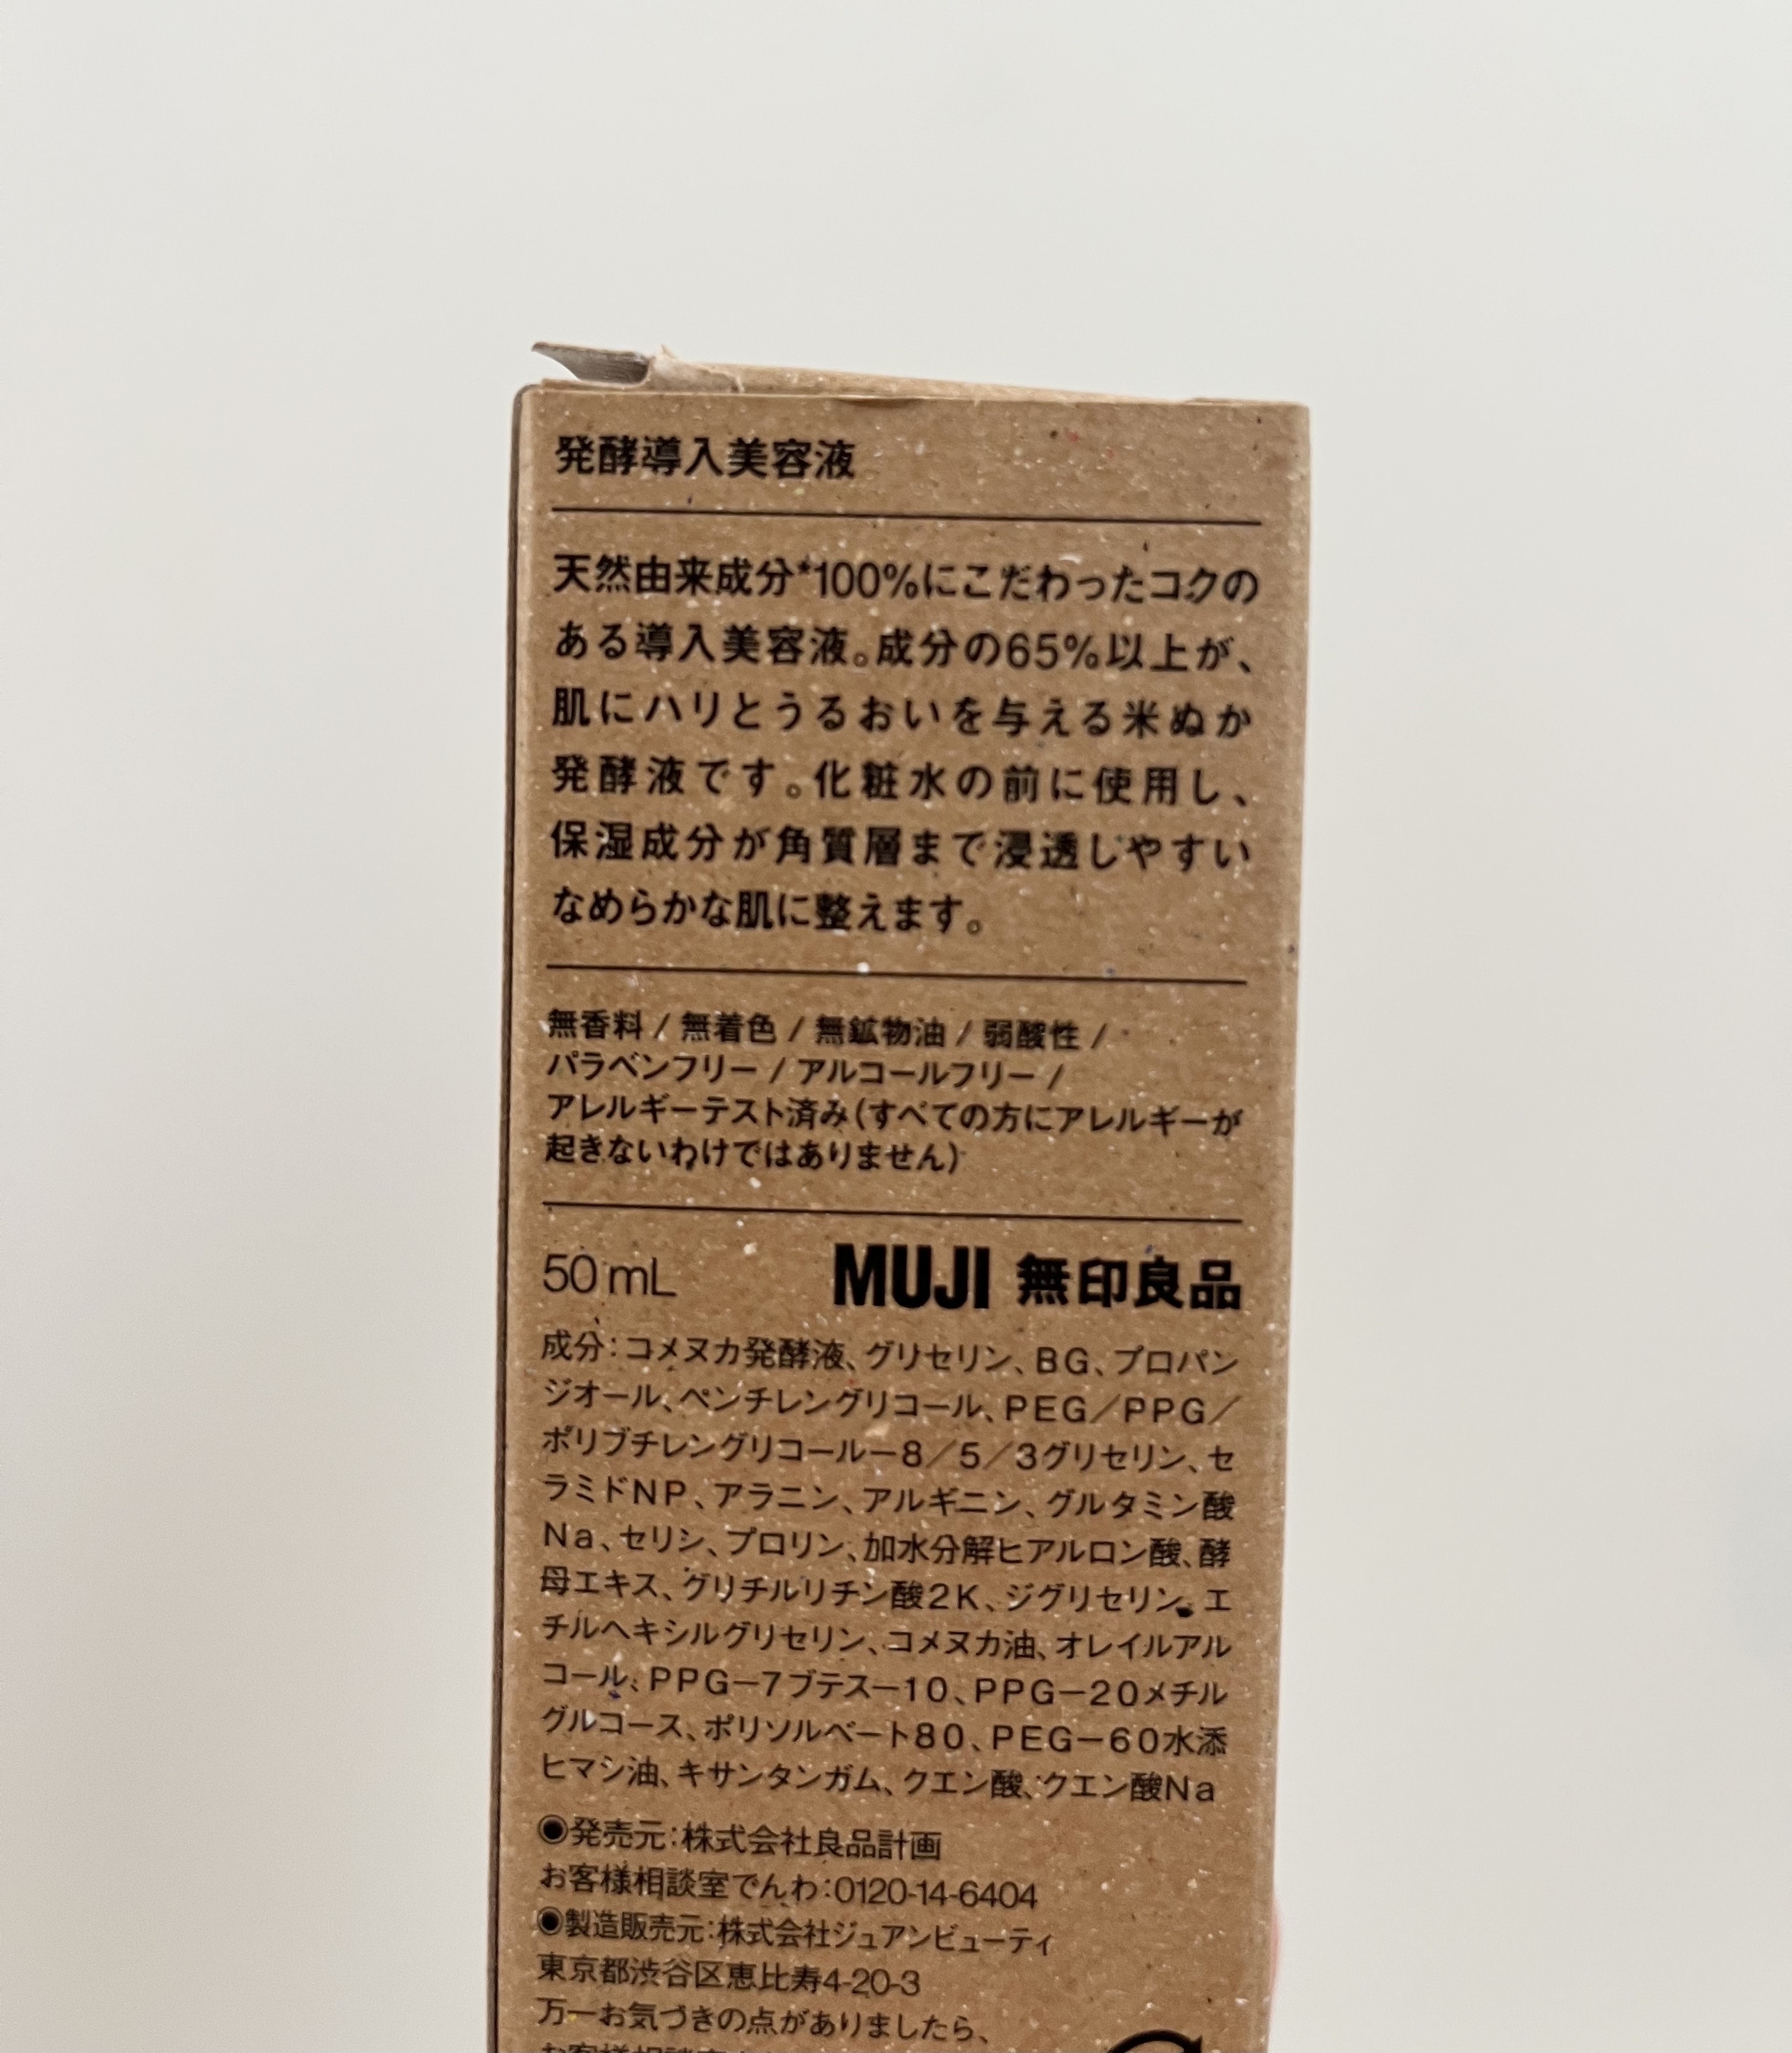 発酵導入美容液
天然由来成分*100%にこだわったコクの
ある導入美容液。成分の65%以上が、
肌にハリとうるおいを与える米ぬか
発酵液です。化粧水の前に使用し、
保湿成分が角質層まで浸透しやすい
なめらかな肌に整えます。
無香料 / 無着色 / 無鉱物油 / 弱酸性 /
パラベンフリー / アルコールフリー /
アレルギーテスト済み(すべての方にアレルギーが
起きないわけではありません)
50 mL MUJI 無印良品
成分:コメヌカ発酵液、グリセリン、BG、プロパン
ジオール、ペンチレングリコール、PEG/PPG/
ポリブチレングリコール-8/5/3グリセリン、セ
ラミドNP、アラニン、アルギニン、グルタミン酸
Na、セリン、プロリン、加水分解ヒアルロン酸、酵
母エキス、グリチルリチン酸2K、ジグリセリン、エ
チルヘキシルグリセリン、コメヌカ油、オレイルアル
コール、PPG-7ブテス-10、PPG-20メチル
グルコース、ポリソルベート80、PEG-60水添
ヒマシ油、キサンタンガム、クエン酸、クエン酸Na
◉発売元:株式会社良品計画
お客様相談室でんわ:0120-14-6404
◉製造販売元:株式会社ジュアンビューティ
東京都渋谷区恵比寿4-20-3
万一お気づきの点がありましたら、